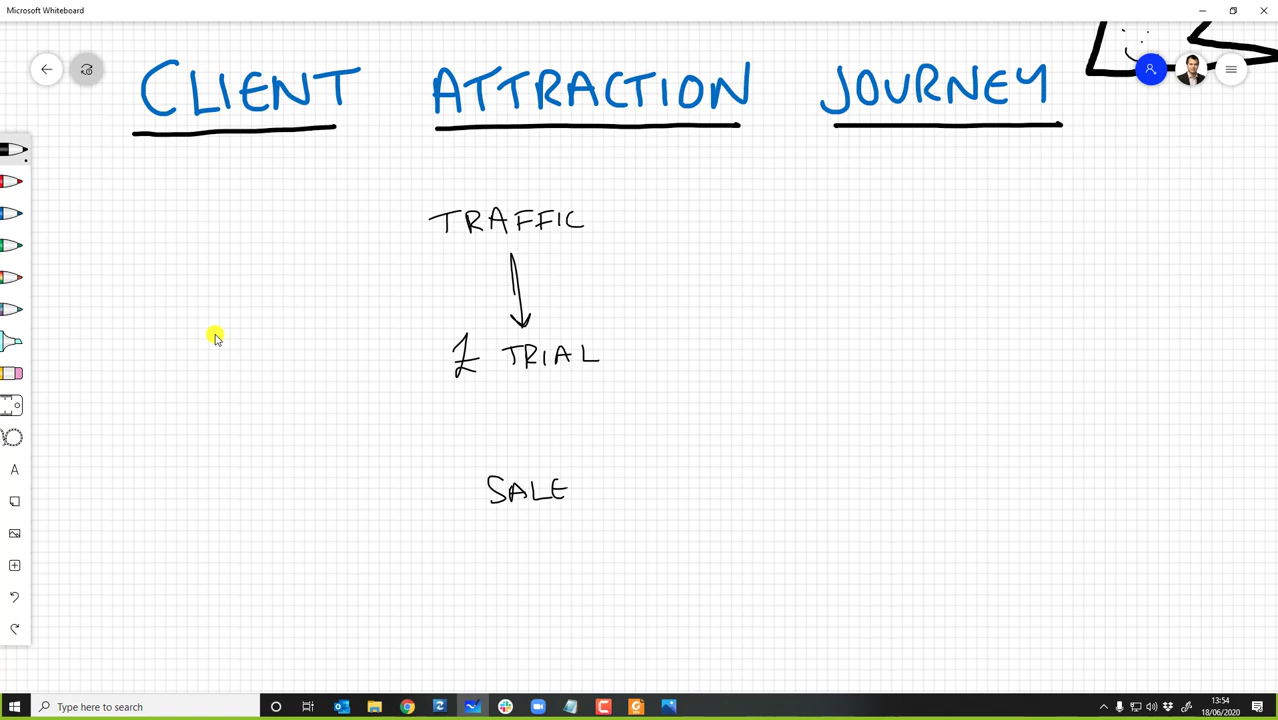 Microsoft Whiteboard
CLIENT ATTRACTION JOURNEY
TRAFFIC
£ TRIAL
SALE
A
Type here to search
13:54
18/06/2020